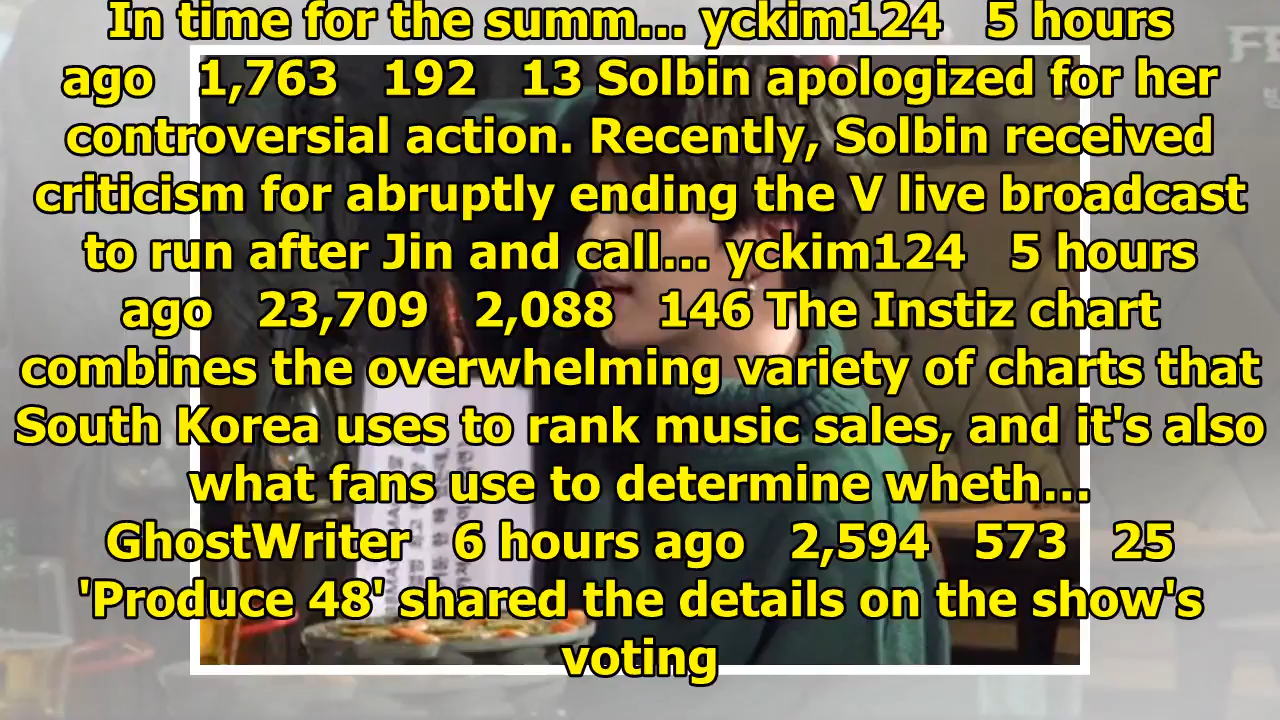 In time for the summ... yckim124 5 hours
ago 1,763 192 13 Solbin apologized for her
controversial action. Recently, Solbin received
criticism for abruptly ending the V live broadcast
to run after Jin and call... yckim124 5 hours
ago 23,709 2,088 146 The Instiz chart
combines the overwhelming variety of charts that
South Korea uses to rank music sales, and it's also
what fans use to determine wheth...
GhostWriter 6 hours ago 2,594 573 25
'Produce 48' shared the details on the show's
voting